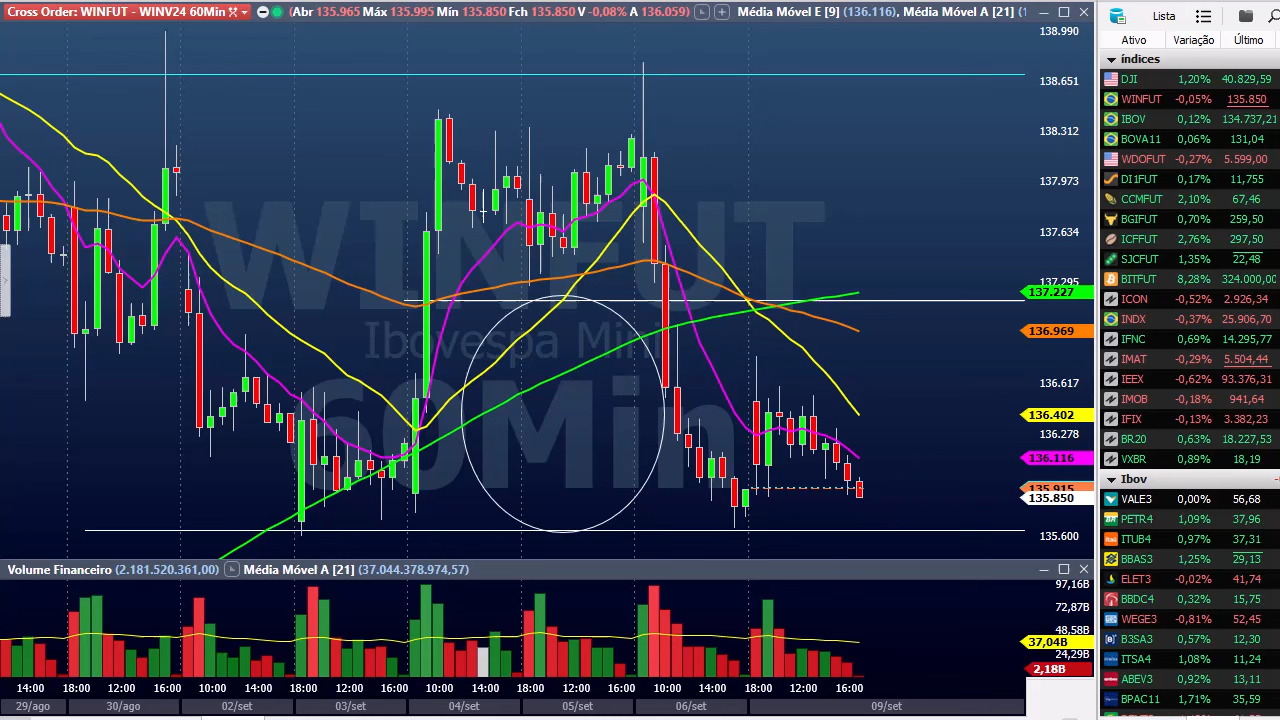 Cross Order: WINFUT - WINV24 60Min
(Abr 135.965 Máx 135.995 Mín 135.850 Fch 135.850 V -0,08% A 136.059)
Média Móvel E [9] (136.116), Média Móvel A [21] (1
138.990
138.651
138.312
137.973
137.634
137.295
137.227
136.969
136.617
136.402
136.278
136.116
135.915
135.850
135.600
WINFUT
Ibovespa Mini
60Min
Volume Financeiro (2.181.520.361,00)
Média Móvel A [21] (37.044.378.974,57)
97,16B
72,87B
48,58B
37,04B
24,29B
2,18B
14:00 18:00 12:00 16:00 10:00 14:00 18:00 12:00 16:00 10:00 14:00 18:00 12:00 16:00 10:00 14:00 18:00 12:00 16:00
29/ago 30/ago 02/set 03/set 04/set 05/set 06/set 09/set
Lista
Ativo Variação Último
índices
DJI 1,20% 40.829,59
WINFUT -0,05% 135.850
IBOV 0,12% 134.737,21
BOVA11 0,06% 131,04
WDOFUT -0,27% 5.599,00
DI1FUT 0,17% 11,755
CCMFUT 2,10% 67,46
BGIFUT 0,70% 259,50
ICFFUT 2,76% 297,50
SJCFUT 1,35% 22,48
BITFUT 8,28% 324.000,00
ICON -1,52% 2.926,34
INDX -0,37% 25.906,70
IFNC 0,69% 14.295,77
IMAT -0,29% 5.504,44
IEEX -0,62% 93.376,31
IMOB -0,18% 941,64
IFIX -0,13% 3.382,23
BR20 0,63% 18.227,53
VXBR 0,89% 18,19
Ibov
VALE3 0,00% 56,68
PETR4 1,09% 37,96
ITUB4 0,97% 37,31
BBAS3 1,25% 29,13
ELET3 -0,02% 41,74
BBDC4 0,32% 15,75
WEGE3 -0,81% 52,45
B3SA3 0,57% 12,30
ITSA4 1,08% 11,24
ABEV3 0,92% 13,11
BPAC11 1,71% 35,59